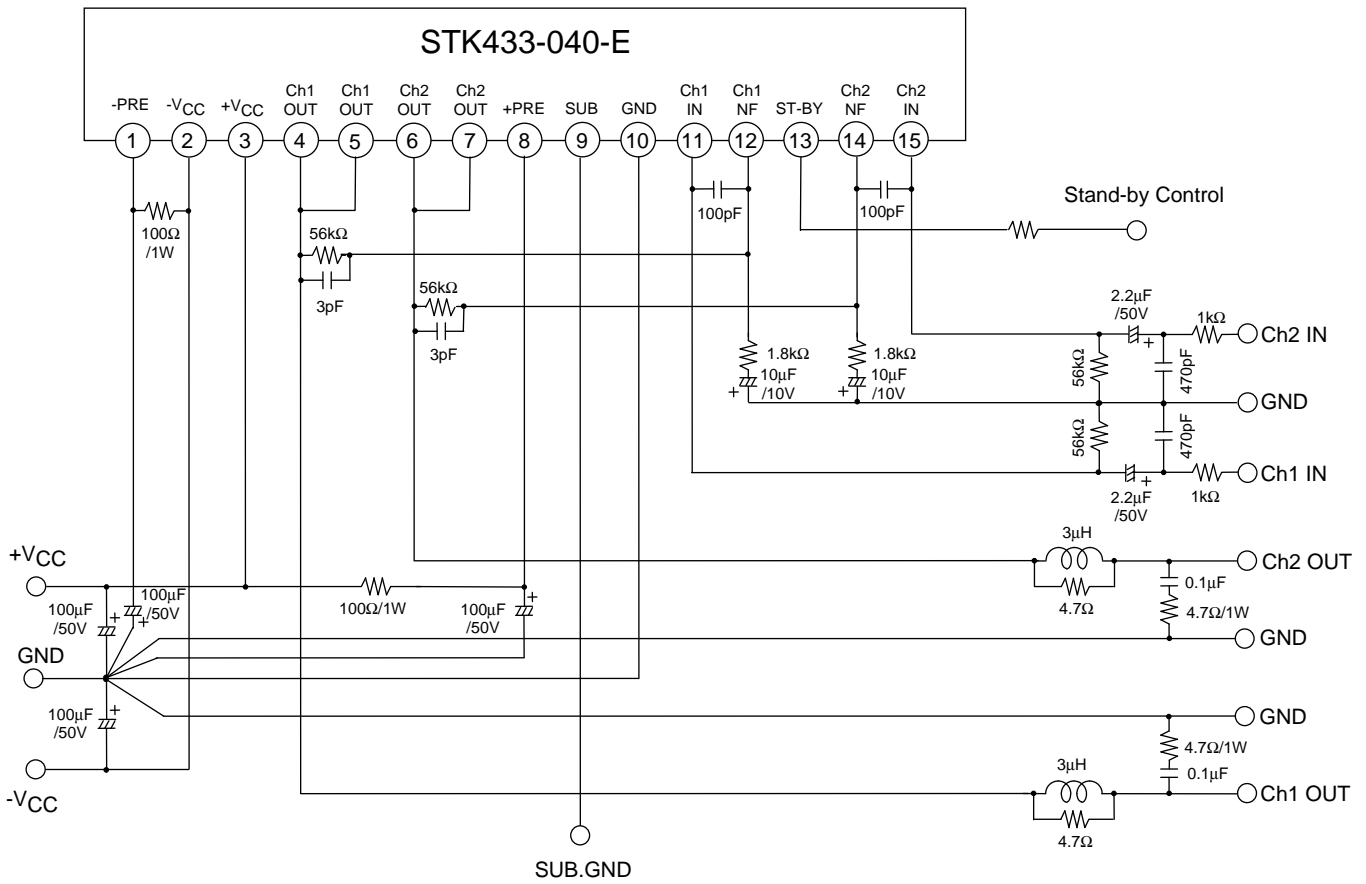 STK433-040-E
-PRE
-VCC
+VCC
Ch1
OUT
Ch1
OUT
Ch2
OUT
Ch2
OUT
+PRE
SUB
GND
Ch1
IN
Ch1
NF
ST-BY
Ch2
NF
Ch2
IN
1
2
3
4
5
6
7
8
9
10
11
12
13
14
15
100Ω
/1W
100pF
100pF
Stand-by Control
56kΩ
3pF
56kΩ
3pF
1.8kΩ
10µF
/10V
+
1.8kΩ
10µF
/10V
+
2.2µF
/50V
+
1kΩ
Ch2 IN
56kΩ
470pF
GND
56kΩ
470pF
Ch1 IN
2.2µF
/50V
+
1kΩ
3µH
4.7Ω
Ch2 OUT
0.1µF
4.7Ω/1W
GND
+VCC
100µF
/50V
+
100µF
/50V
+
100Ω/1W
100µF
/50V
+
GND
100µF
/50V
+
-VCC
GND
4.7Ω/1W
0.1µF
3µH
4.7Ω
Ch1 OUT
SUB.GND